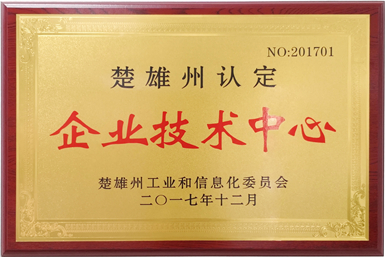 NO:201701
楚雄州认定
企业技术中心
楚雄州工业和信息化委员会
二〇一七年十二月